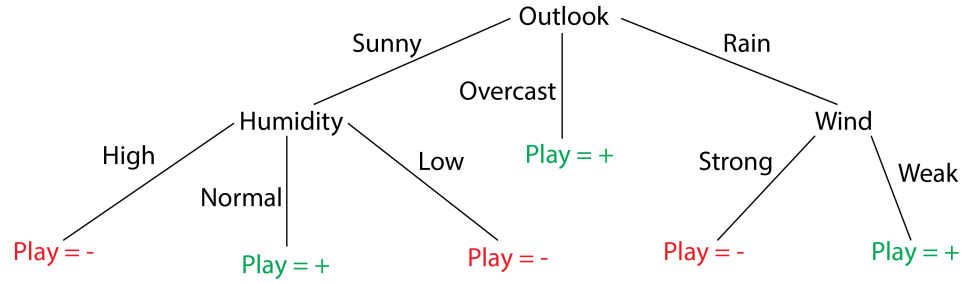 Outlook
Sunny
Rain
Overcast
Humidity
Wind
High
Normal
Low
Play = +
Strong
Weak
Play = -
Play = +
Play = -
Play = -
Play = +